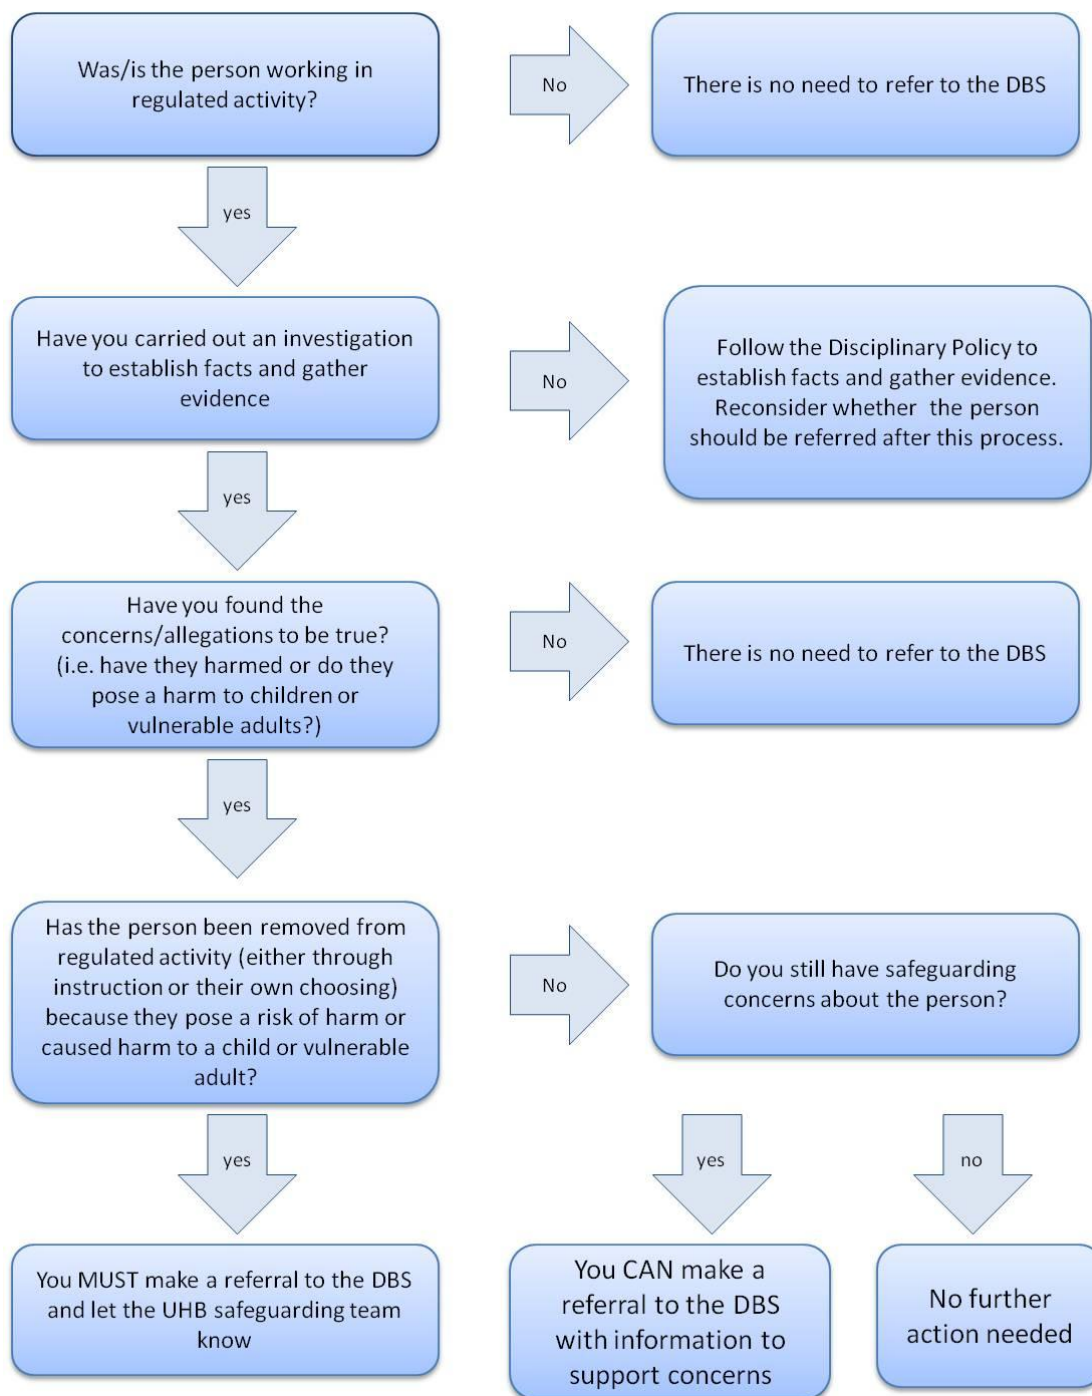 Was/is the person working in
regulated activity?
No
There is no need to refer to the DBS
yes
Have you carried out an investigation
to establish facts and gather
evidence
No
Follow the Disciplinary Policy to
establish facts and gather evidence.
Reconsider whether the person
should be referred after this process.
yes
Have you found the
concerns/allegations to be true?
(i.e. have they harmed or do they
pose a harm to children or
vulnerable adults?)
No
There is no need to refer to the DBS
yes
Has the person been removed from
regulated activity (either through
instruction or their own choosing)
because they pose a risk of harm or
caused harm to a child or vulnerable
adult?
No
Do you still have safeguarding
concerns about the person?
yes
yes
no
You MUST make a referral to the DBS
and let the UHB safeguarding team
know
You CAN make a
referral to the DBS
with information to
support concerns
No further
action needed